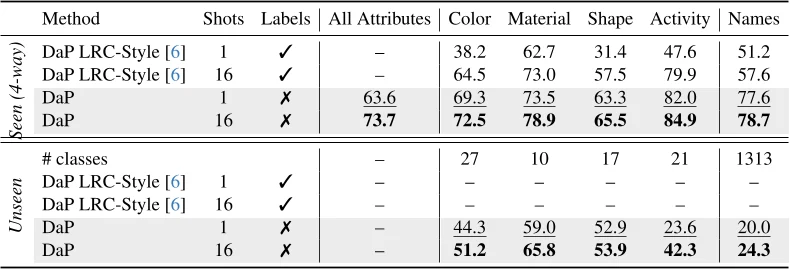 Method Shots Labels All Attributes Color Material Shape Activity Names
Seen (4-way)
DaP LRC-Style [6] 1 ✓ – 38.2 62.7 31.4 47.6 51.2
DaP LRC-Style [6] 16 ✓ – 64.5 73.0 57.5 79.9 57.6
DaP 1 ✗ 63.6 69.3 73.5 63.3 82.0 77.6
DaP 16 ✗ 73.7 72.5 78.9 65.5 84.9 78.7
Unseen
# classes – 27 10 17 21 1313
DaP LRC-Style [6] 1 ✓ – – – – – –
DaP LRC-Style [6] 16 ✓ – – – – – –
DaP 1 ✗ – 44.3 59.0 52.9 23.6 20.0
DaP 16 ✗ – 51.2 65.8 53.9 42.3 24.3